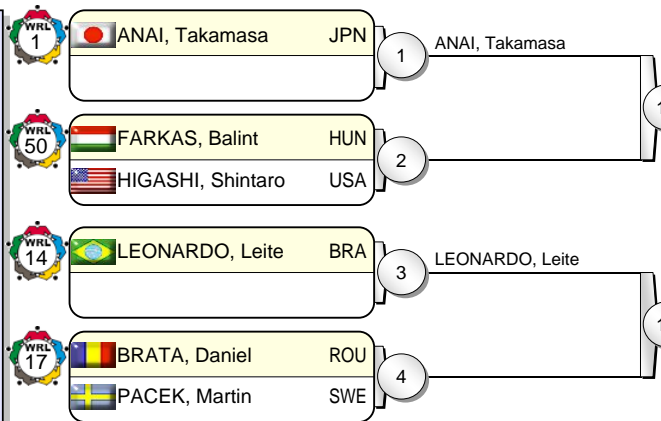 WRL
1
ANAI, Takamasa JPN
1
ANAI, Takamasa
WRL
50
FARKAS, Balint HUN
HIGASHI, Shintaro USA
2
WRL
14
LEONARDO, Leite BRA
3
LEONARDO, Leite
WRL
17
BRATA, Daniel ROU
PACEK, Martin SWE
4